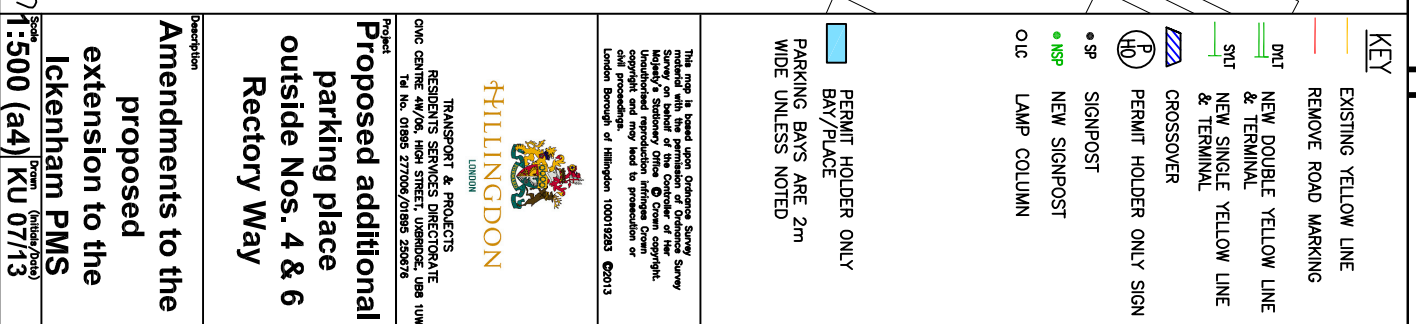 KEY
EXISTING YELLOW LINE
REMOVE ROAD MARKING
DYLT
NEW DOUBLE YELLOW LINE
& TERMINAL
SYLT
NEW SINGLE YELLOW LINE
& TERMINAL
CROSSOVER
P
HO
PERMIT HOLDER ONLY SIGN
SP
SIGNPOST
NSP
NEW SIGNPOST
LC
LAMP COLUMN
PERMIT HOLDER ONLY
BAY/PLACE
PARKING BAYS ARE 2m
WIDE UNLESS NOTED
This map is based upon Ordnance Survey
material with the permission of Ordnance Survey
Survey on behalf of the Controller of Her
Majesty's Stationery Office © Crown copyright.
Unauthorised reproduction infringes Crown
copyright and may lead to prosecution or
civil proceedings.
London Borough of Hillingdon 100019283 ©2013
HILLINGDON
LONDON
TRANSPORT & PROJECTS
RESIDENTS SERVICES DIRECTORATE
CIVIC CENTRE 4W/06, HIGH STREET, UXBRIDGE, UB8 1UW
Tel No. 01895 277006/01895 250676
Project
Proposed additional
parking place
outside Nos. 4 & 6
Rectory Way
Description
Amendments to the
proposed
extension to the
Ickenham PMS
Scale
1:500 (a4)
Drawn (Initials/Date)
KU 07/13